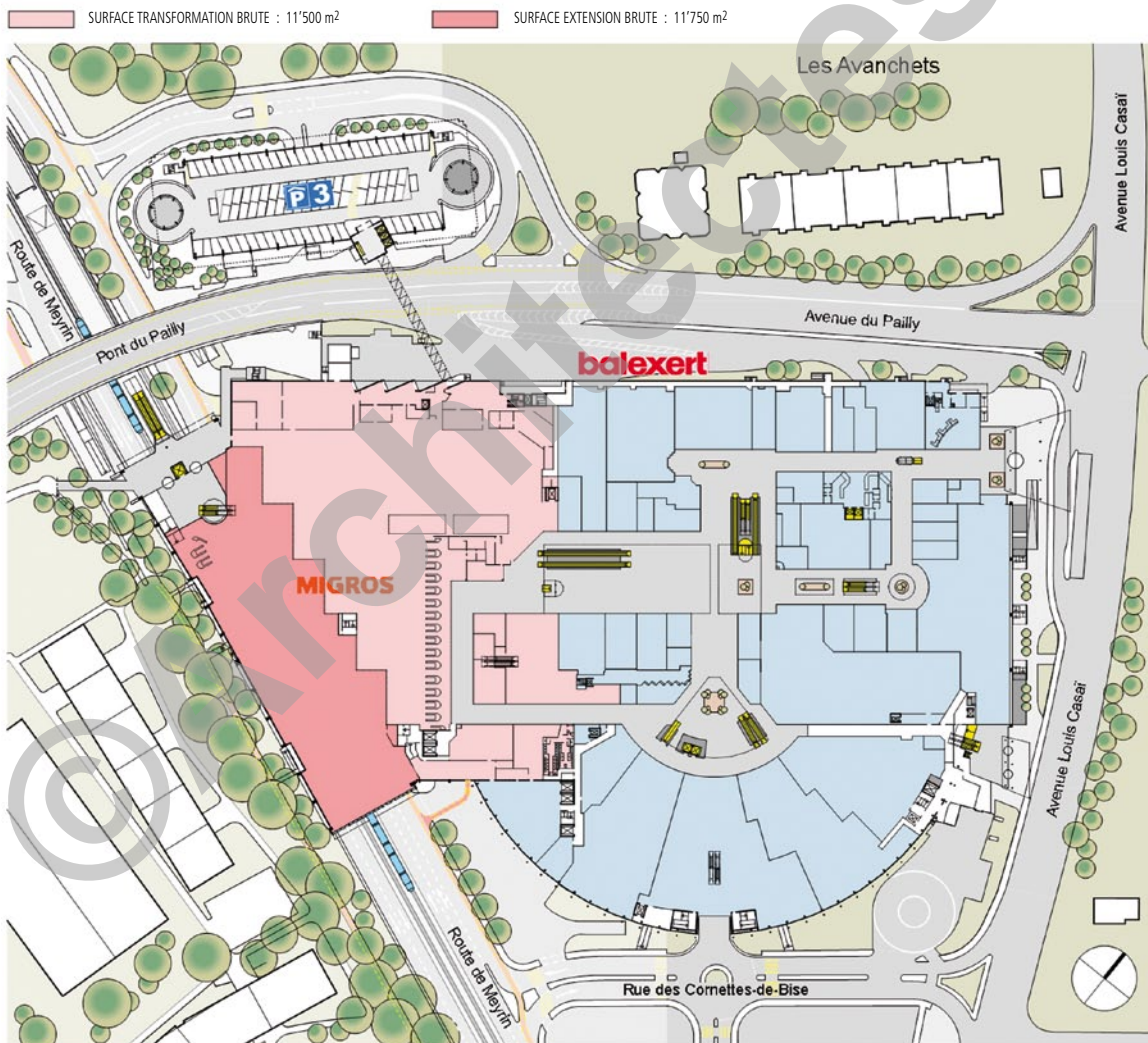 SURFACE TRANSFORMATION BRUTE : 11’500 m²
SURFACE EXTENSION BRUTE : 11’750 m²
Les Avanchets
Avenue Louis Casaï
P 3
Route de Meyrin
Pont du Pailly
Avenue du Pailly
balexert
MIGROS
Avenue Louis Casaï
Route de Meyrin
Rue des Cornettes-de-Bise
©Architectes